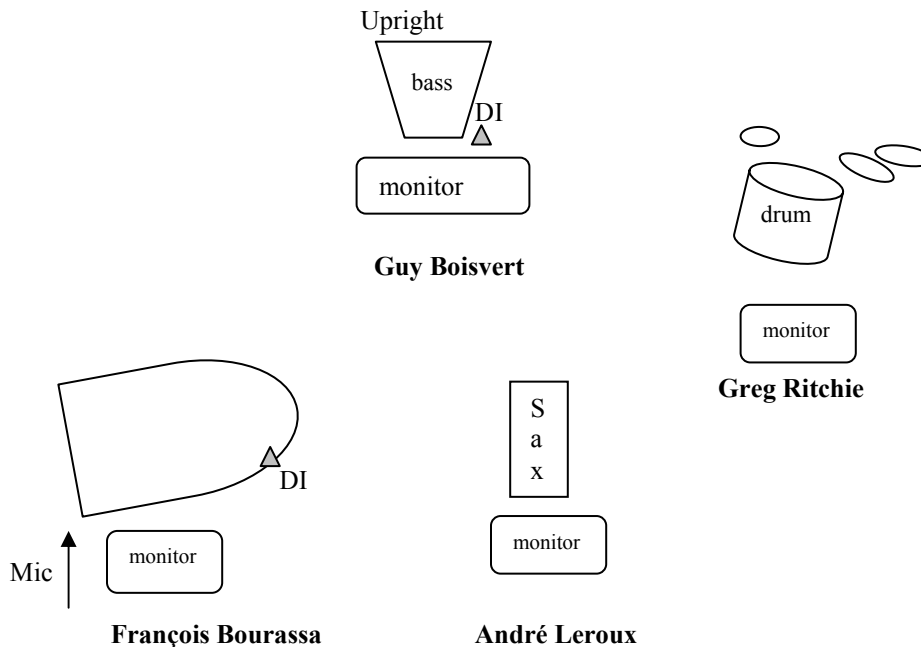 Upright
bass
DI
monitor
Guy Boisvert
drum
monitor
Greg Ritchie
DI
Mic
monitor
François Bourassa
S
a
x
monitor
André Leroux